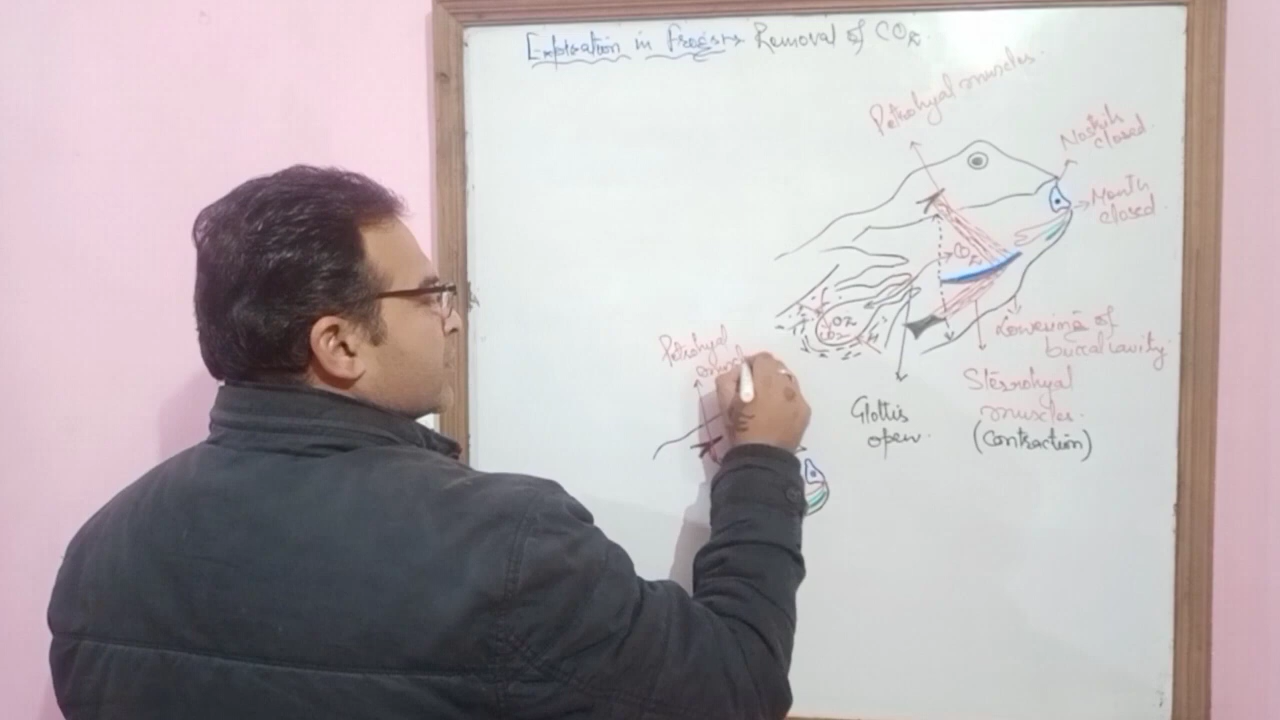 Expiration in frogs:- Removal of CO2.
Petrohyal muscles.
Nostrils
closed.
Mouth
closed.
O2
CO2
Petrohyal
Lowering of
buccal cavity.
Sternohyal
muscles.
(Contraction)
Glottis
open.